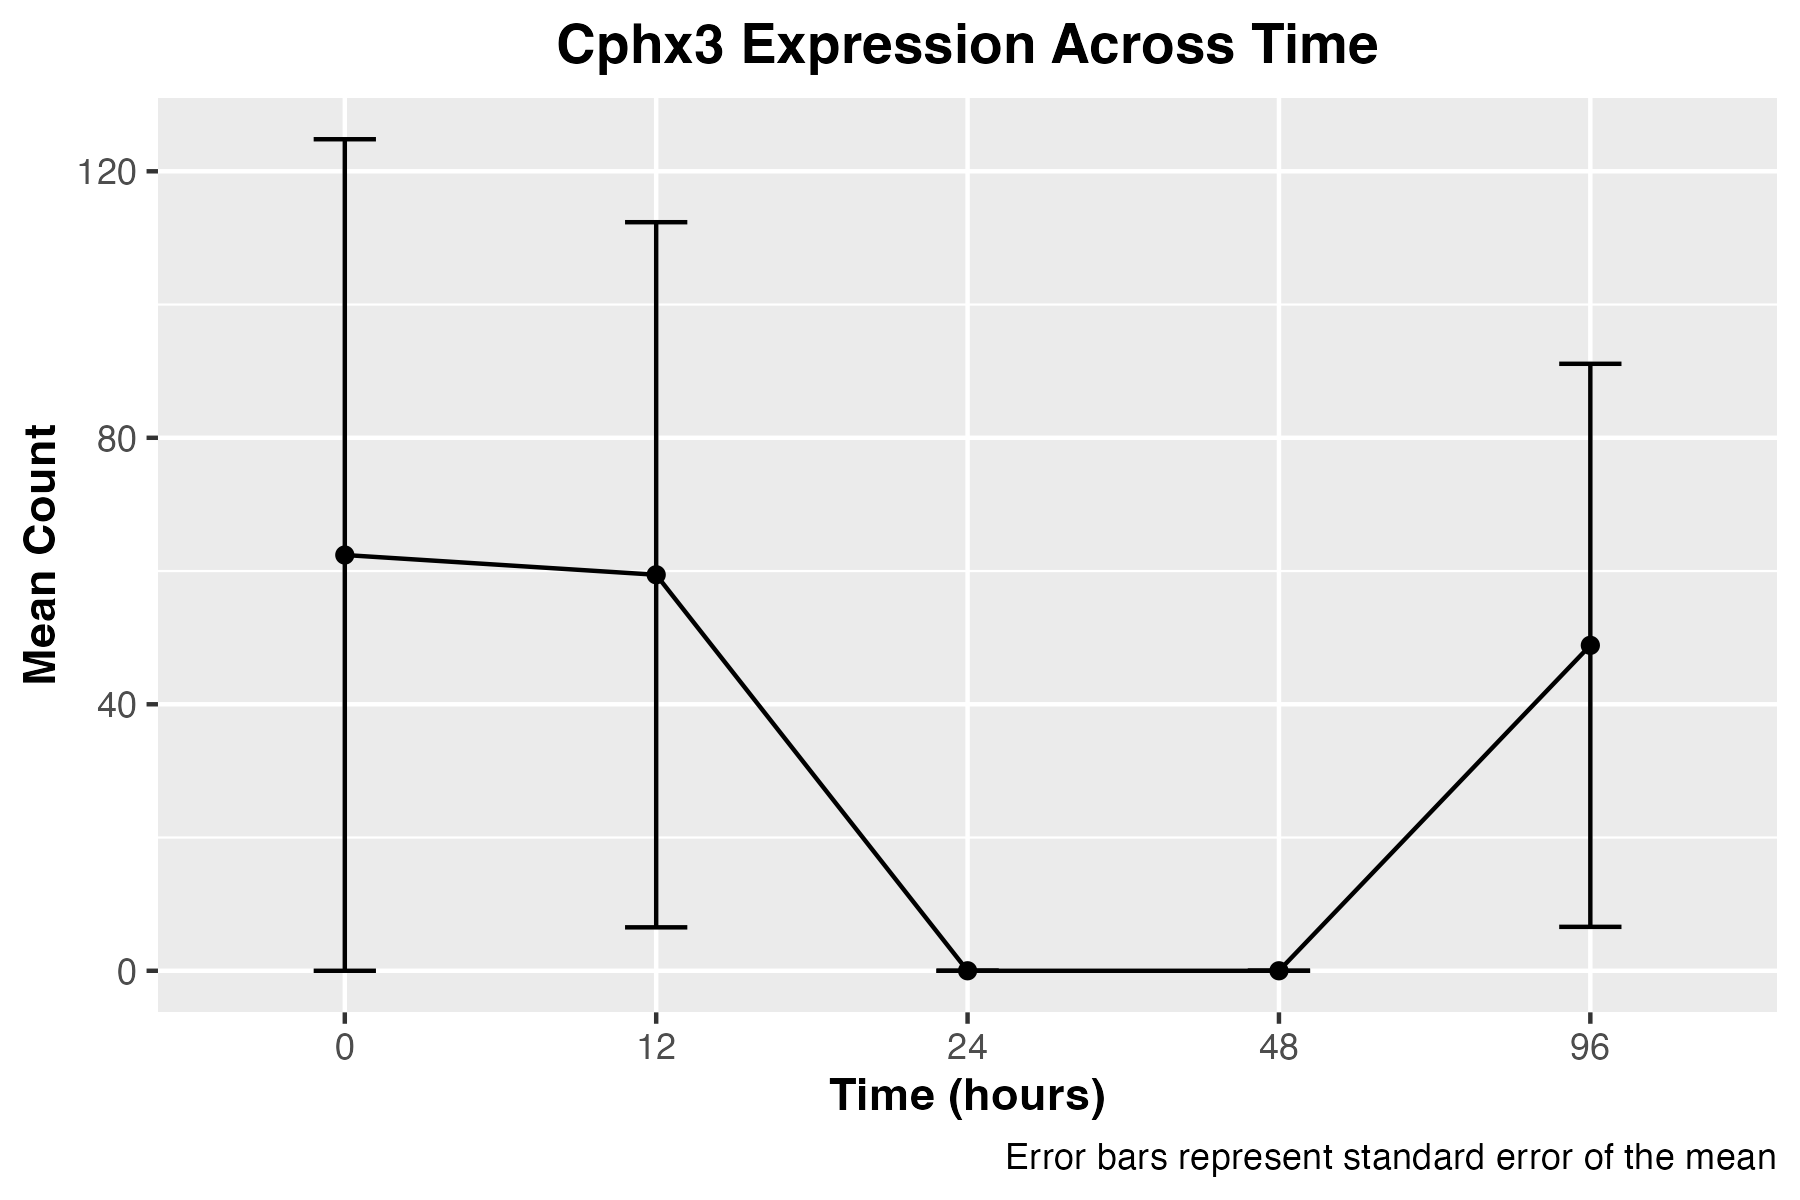 Cphx3 Expression Across Time
Mean Count
120
80
40
0
0 12 24 48 96
Time (hours)
Error bars represent standard error of the mean